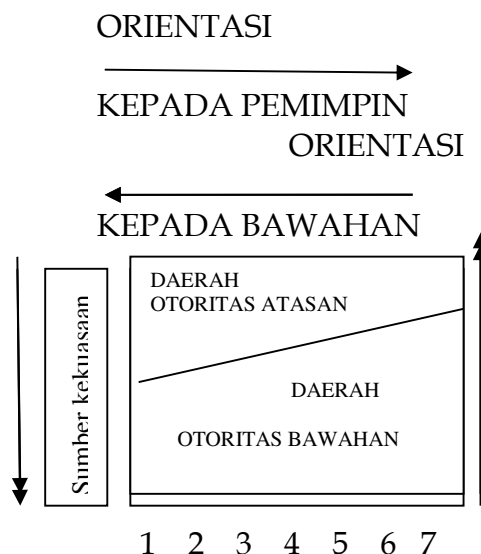 ORIENTASI
KEPADA PEMIMPIN
ORIENTASI
KEPADA BAWAHAN
Sumber kekuasaan
DAERAH
OTORITAS ATASAN
DAERAH
OTORITAS BAWAHAN
1 2 3 4 5 6 7